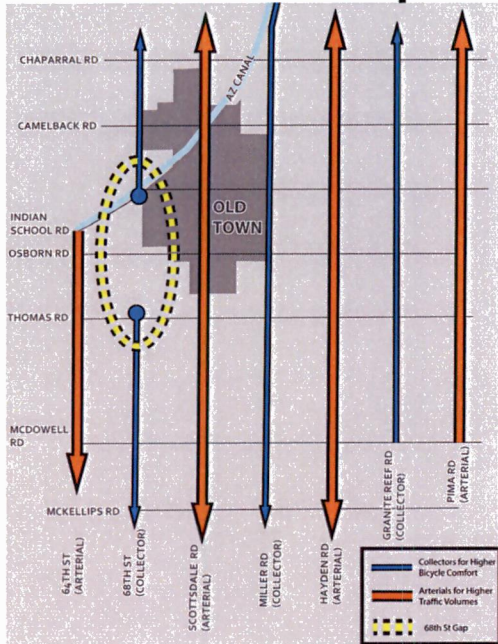 CHAPARRAL RD
AZ CANAL
CAMELBACK RD
OLD
TOWN
INDIAN
SCHOOL RD
OSBORN RD
THOMAS RD
MCDOWELL
RD
MCKELLIPS RD
64TH ST
(ARTERIAL)
68TH ST
(COLLECTOR)
SCOTTSDALE RD
(ARTERIAL)
MILLER RD
(COLLECTOR)
HAYDEN RD
(ARTERIAL)
GRANITE REEF RD
(COLLECTOR)
PIMA RD
(ARTERIAL)
Collectors for Higher
Bicycle Comfort
Arterials for Higher
Traffic Volumes
68th St Gap